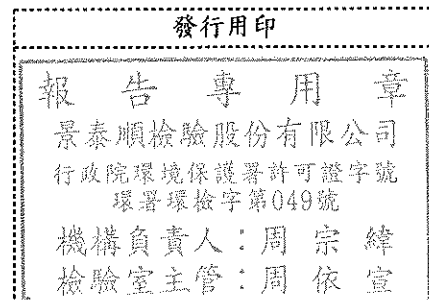 發行用印
報告專用章
景泰順檢驗股份有限公司
行政院環境保護署許可證字號
環署環檢字第049號
機構負責人：周宗緯
檢驗室主管：周依宣